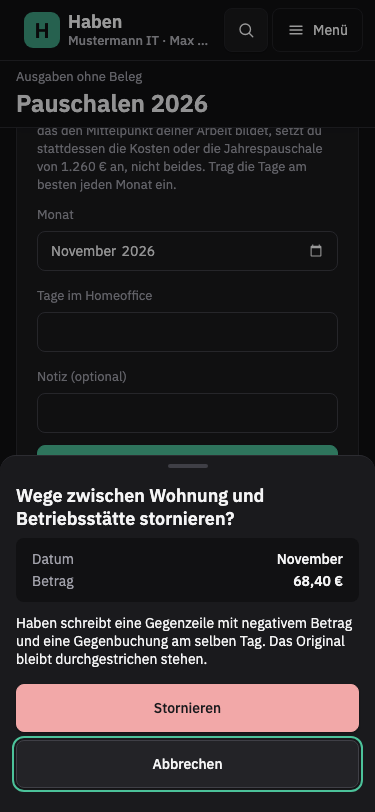 H
Haben
Mustermann IT · Max ...
Menü
Ausgaben ohne Beleg
Pauschalen 2026
das den Mittelpunkt deiner Arbeit bildet, setzt du
stattdessen die Kosten oder die Jahrespauschale
von 1.260 € an, nicht beides. Trag die Tage am
besten jeden Monat ein.
Monat
November 2026
Tage im Homeoffice
Notiz (optional)
Wege zwischen Wohnung und
Betriebsstätte stornieren?
Datum November
Betrag 68,40 €
Haben schreibt eine Gegenzeile mit negativem Betrag
und eine Gegenbuchung am selben Tag. Das Original
bleibt durchgestrichen stehen.
Stornieren
Abbrechen